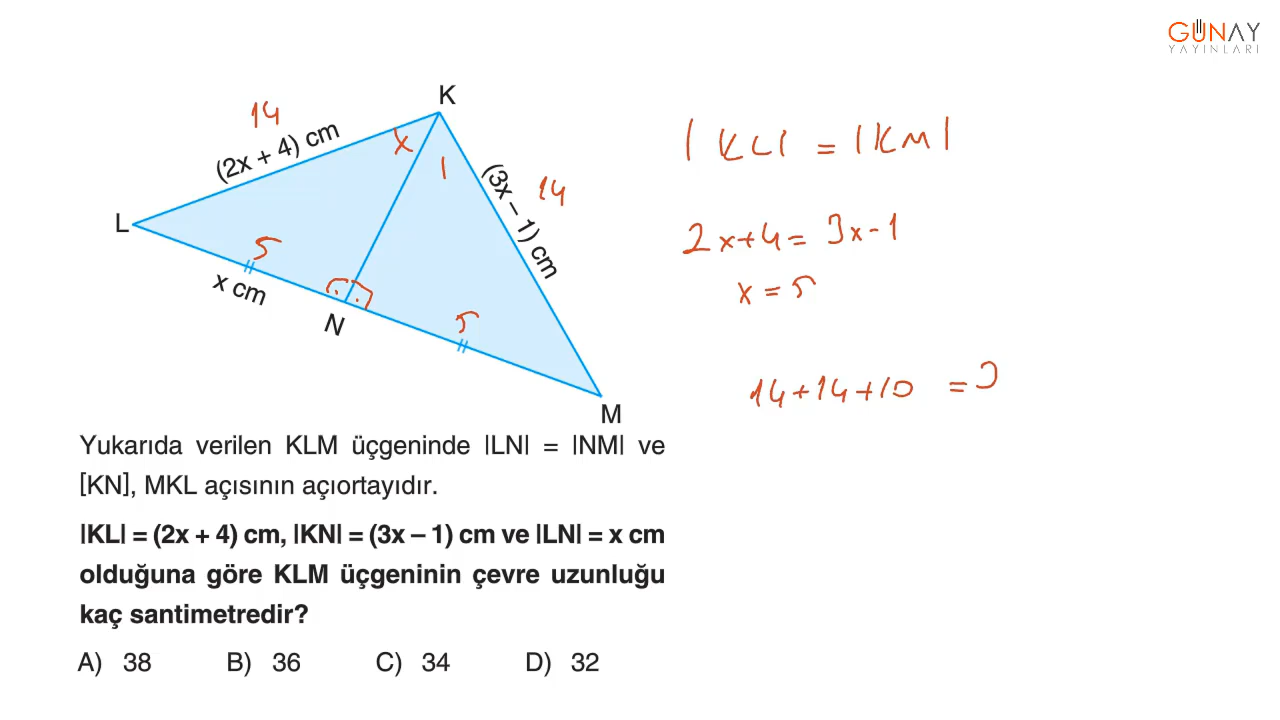 GÜNAY
YAYINLARI
K
14
(2x + 4) cm
x
1
(3x – 1) cm
14
L
5
x cm
N
5
M
|KL| = |KM|
2x+4 = 3x-1
x = 5
14+14+10 = 3
Yukarıda verilen KLM üçgeninde |LN| = |NM| ve
[KN], MKL açısının açıortayıdır.
|KL| = (2x + 4) cm, |KN| = (3x – 1) cm ve |LN| = x cm
olduğuna göre KLM üçgeninin çevre uzunluğu
kaç santimetredir?
A) 38 B) 36 C) 34 D) 32